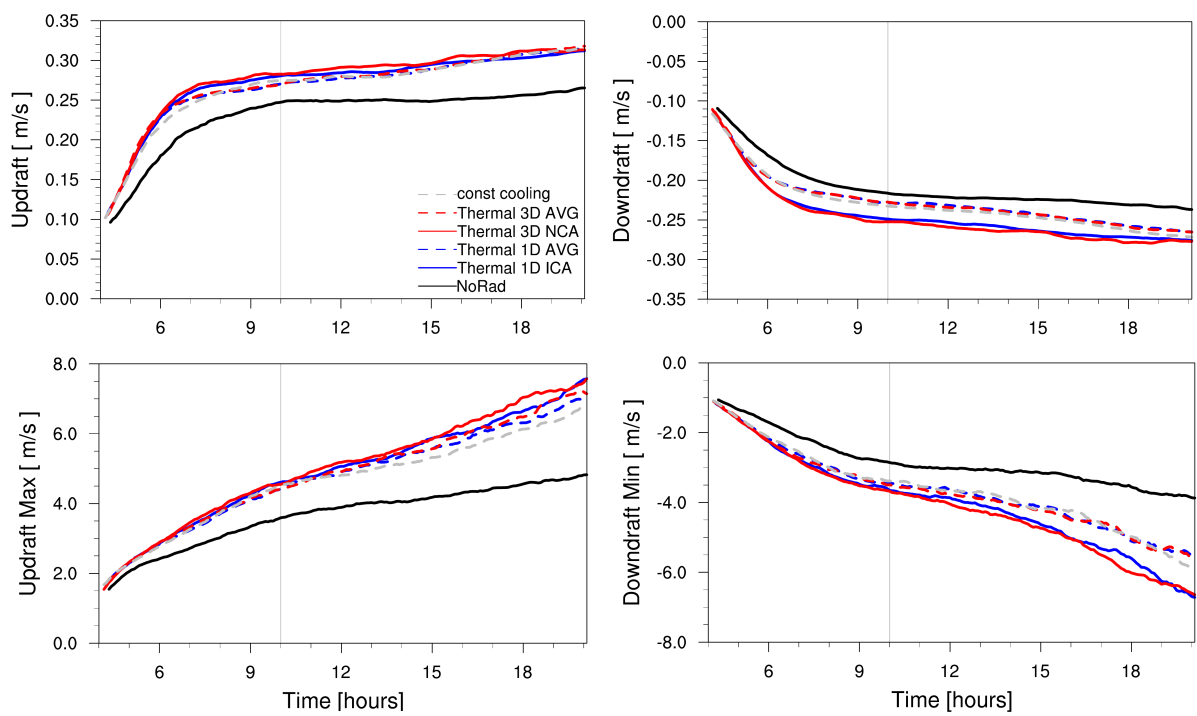 Updraft [ m/s ]
0.35
0.30
0.25
0.20
0.15
0.10
0.05
0.00
6 9 12 15 18
const cooling
Thermal 3D AVG
Thermal 3D NCA
Thermal 1D AVG
Thermal 1D ICA
NoRad
Downdraft [ m/s ]
0.00
-0.05
-0.10
-0.15
-0.20
-0.25
-0.30
-0.35
6 9 12 15 18
Updraft Max [ m/s ]
8.0
6.0
4.0
2.0
0.0
6 9 12 15 18
Time [hours]
Downdraft Min [ m/s ]
0.0
-2.0
-4.0
-6.0
-8.0
6 9 12 15 18
Time [hours]